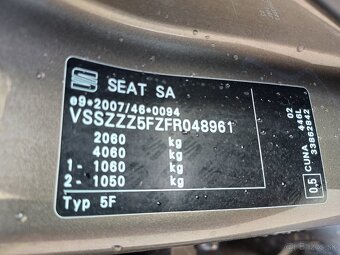 SEAT SA
e9*2007/46*0094
VSSZZZ5FZFR048961
2060 kg
4060 kg
1- 1060 kg
2- 1050 kg
Typ 5F
02
CUNA 446L
33862842
0,5